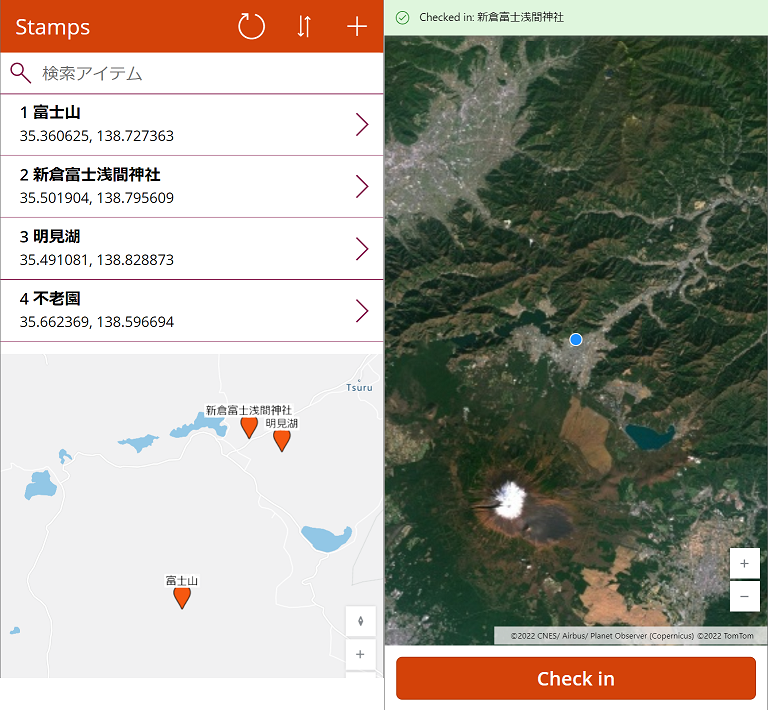 Stamps
検索アイテム
1 富士山
35.360625, 138.727363
2 新倉富士浅間神社
35.501904, 138.795609
3 明見湖
35.491081, 138.828873
4 不老園
35.662369, 138.596694
Tsuru
新倉富士浅間神社
明見湖
富士山
Checked in: 新倉富士浅間神社
©2022 CNES/ Airbus/ Planet Observer (Copernicus) ©2022 TomTom
Check in